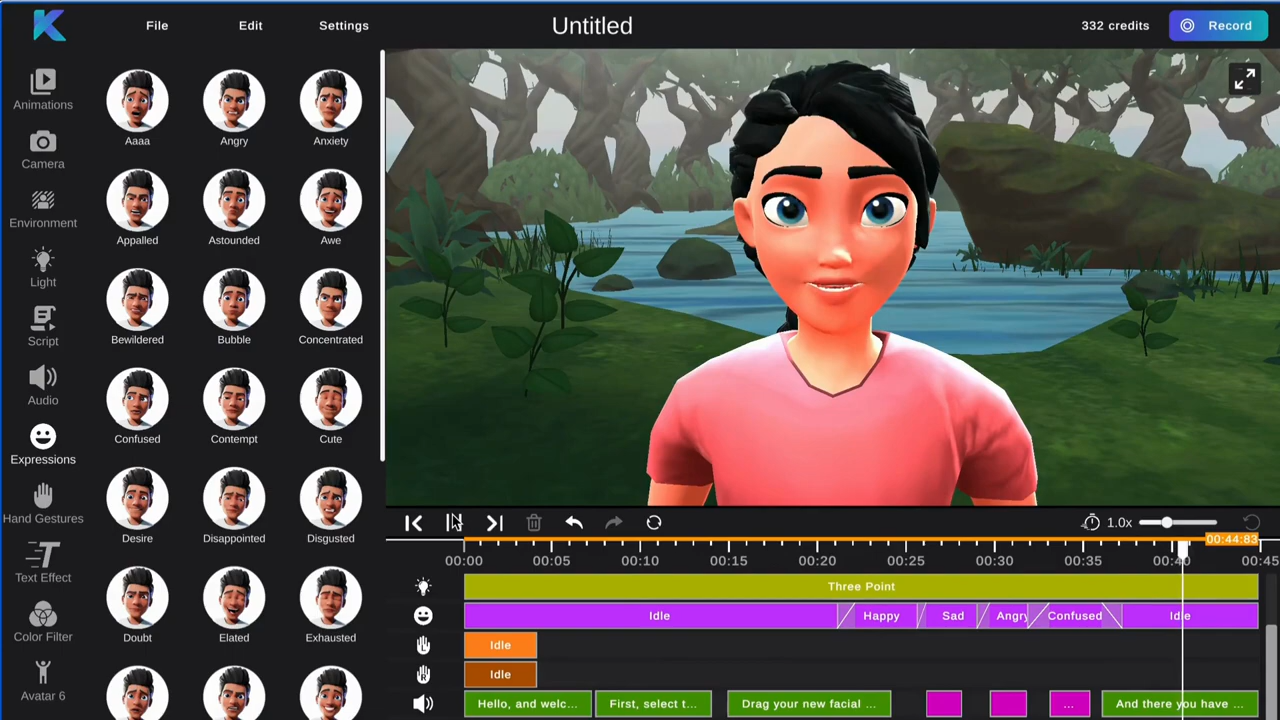 File Edit Settings Untitled 332 credits Record
Animations
Camera
Environment
Light
Script
Audio
Expressions
Hand Gestures
Text Effect
Color Filter
Avatar 6
Aaaa Angry Anxiety
Appalled Astounded Awe
Bewildered Bubble Concentrated
Confused Contempt Cute
Desire Disappointed Disgusted
Doubt Elated Exhausted
1.0x
00:44:83
00:00 00:05 00:10 00:15 00:20 00:25 00:30 00:35 00:40 00:45
Three Point
Idle Happy Sad Angry Confused Idle
Idle
Idle
Hello, and welc... First, select t... Drag your new facial ... ... And there you have ...